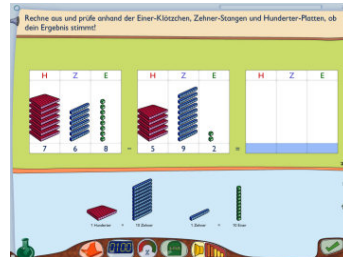 Rechne aus und prüfe anhand der Einer-Klötzchen, Zehner-Stangen und Hunderter-Platten, ob
dein Ergebnis stimmt!
H Z E H Z E H Z E
7 6 8 - 5 9 2 =
1 Hunderter = 10 Zehner 1 Zehner = 10 Einer
0100